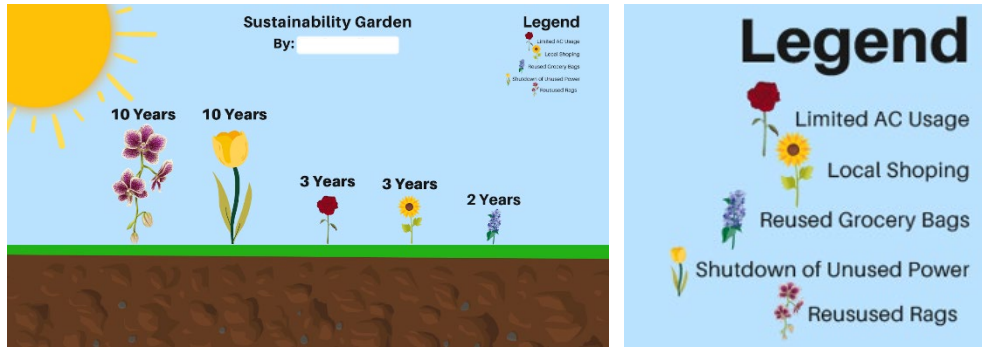 Sustainability Garden
By:
Legend
Limited AC Usage
Local Shoping
Reused Grocery Bags
Shutdown of Unused Power
Reusused Rags
10 Years
10 Years
3 Years
3 Years
2 Years
Legend
Limited AC Usage
Local Shoping
Reused Grocery Bags
Shutdown of Unused Power
Reusused Rags